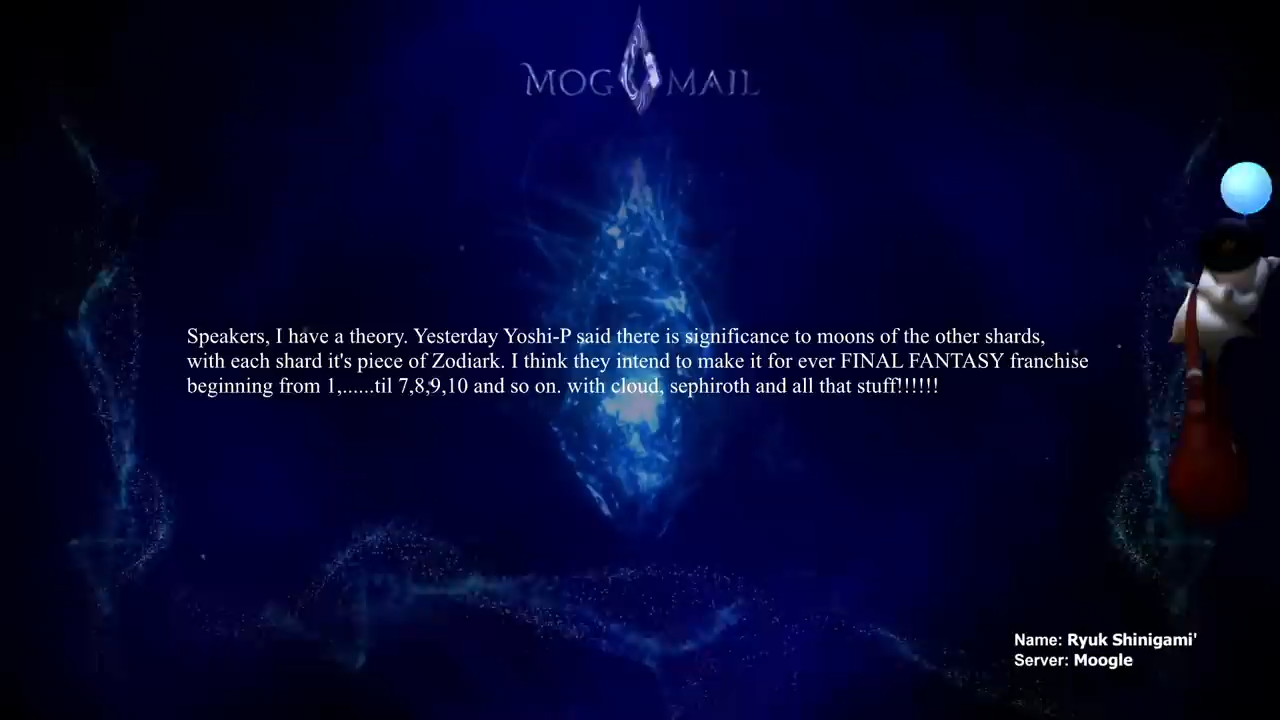 MOG MAIL
Speakers, I have a theory. Yesterday Yoshi-P said there is significance to moons of the other shards,
with each shard it's piece of Zodiark. I think they intend to make it for ever FINAL FANTASY franchise
beginning from 1,......til 7,8,9,10 and so on. with cloud, sephiroth and all that stuff!!!!!!
Name: Ryuk Shinigami'
Server: Moogle